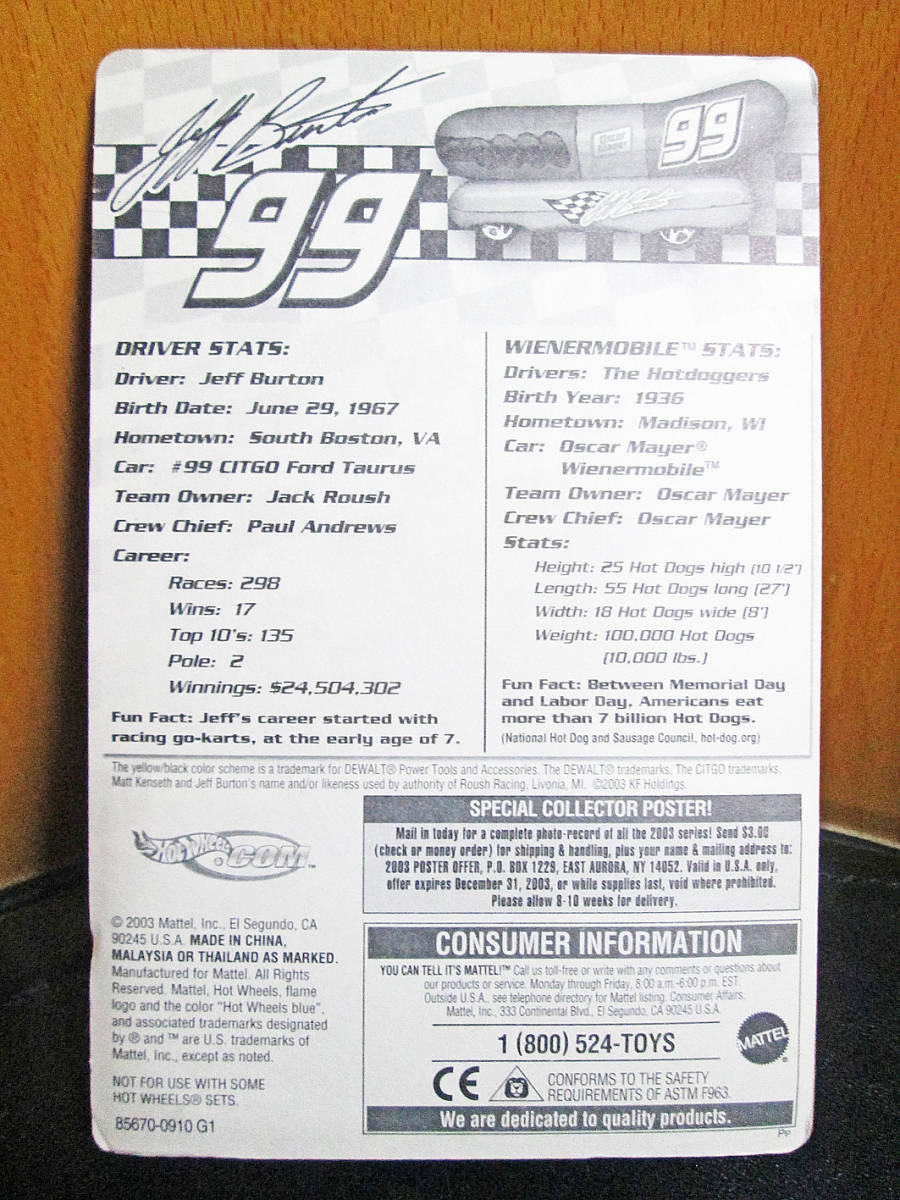 Jeff Burton
99
Oscar Mayer
99
DRIVER STATS:
Driver: Jeff Burton
Birth Date: June 29, 1967
Hometown: South Boston, VA
Car: #99 CITGO Ford Taurus
Team Owner: Jack Roush
Crew Chief: Paul Andrews
Career:
Races: 298
Wins: 17
Top 10's: 135
Pole: 2
Winnings: $24,504,302
Fun Fact: Jeff's career started with
racing go-karts, at the early age of 7.
WIENERMOBILE™ STATS:
Drivers: The Hotdoggers
Birth Year: 1936
Hometown: Madison, WI
Car: Oscar Mayer®
Wienermobile™
Team Owner: Oscar Mayer
Crew Chief: Oscar Mayer
Stats:
Height: 25 Hot Dogs high (10 1/2')
Length: 55 Hot Dogs long (27')
Width: 18 Hot Dogs wide (8')
Weight: 100,000 Hot Dogs
(10,000 lbs.)
Fun Fact: Between Memorial Day
and Labor Day, Americans eat
more than 7 billion Hot Dogs.
(National Hot Dog and Sausage Council, hot-dog.org)
The yellow/black color scheme is a trademark for DEWALT® Power Tools and Accessories. The DEWALT® trademarks. The CITGO trademarks.
Matt Kenseth and Jeff Burton's name and/or likeness used by authority of Roush Racing, Livonia, MI. ©2003 KF Holdings.
HOT WHEELS.COM™
© 2003 Mattel, Inc., El Segundo, CA
90245 U.S.A. MADE IN CHINA,
MALAYSIA OR THAILAND AS MARKED.
Manufactured for Mattel. All Rights
Reserved. Mattel, Hot Wheels, flame
logo and the color "Hot Wheels blue",
and associated trademarks designated
by ® and ™ are U.S. trademarks of
Mattel, Inc., except as noted.
NOT FOR USE WITH SOME
HOT WHEELS® SETS.
85670-0910 G1
SPECIAL COLLECTOR POSTER!
Mail in today for a complete photo-record of all the 2003 series! Send $3.00
(check or money order) for shipping & handling, plus your name & mailing address to:
2003 POSTER OFFER, P.O. BOX 1229, EAST AURORA, NY 14052. Valid in U.S.A. only,
offer expires December 31, 2003, or while supplies last, void where prohibited.
Please allow 8-10 weeks for delivery.
CONSUMER INFORMATION
YOU CAN TELL IT'S MATTEL!™ Call us toll-free or write with any comments or questions about
our products or service. Monday through Friday, 8:00 a.m.-6:00 p.m. EST.
Outside U.S.A., see telephone directory for Mattel listing. Consumer Affairs,
Mattel, Inc., 333 Continental Blvd., El Segundo, CA 90245 U.S.A.
1 (800) 524-TOYS
MATTEL®
CE
CONFORMS TO THE SAFETY
REQUIREMENTS OF ASTM F963.
We are dedicated to quality products.
PP